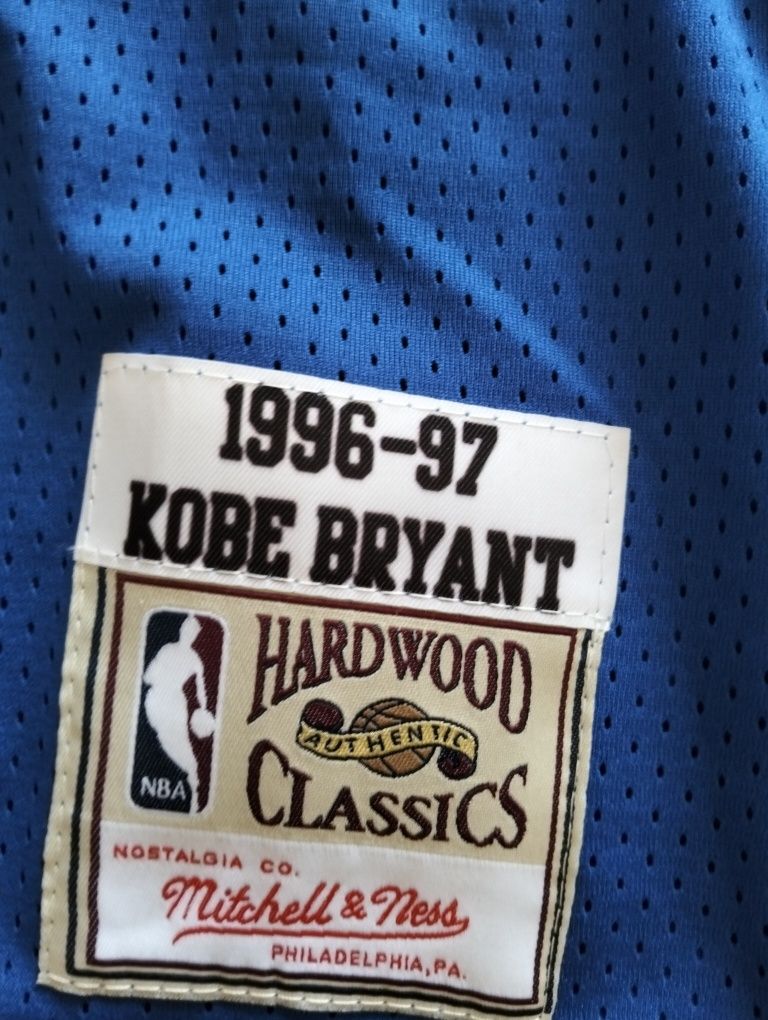 1996-97
KOBE BRYANT
HARDWOOD
AUTHENTIC
CLASSICS
NBA
NOSTALGIA CO.
Mitchell & Ness
PHILADELPHIA, PA.